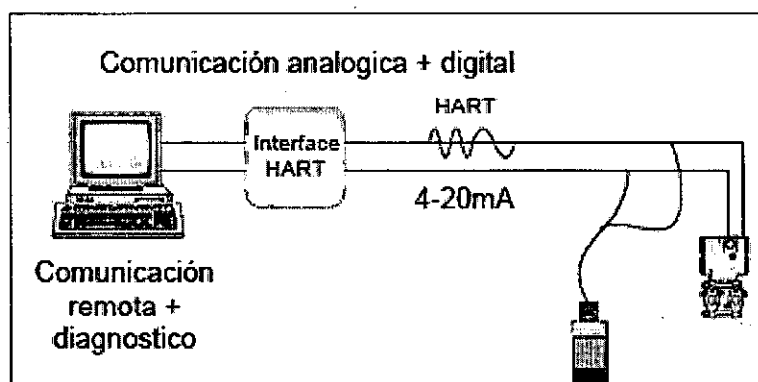 Comunicación analogica + digital
HART
Interface
HART
4-20mA
Comunicación
remota +
diagnostico